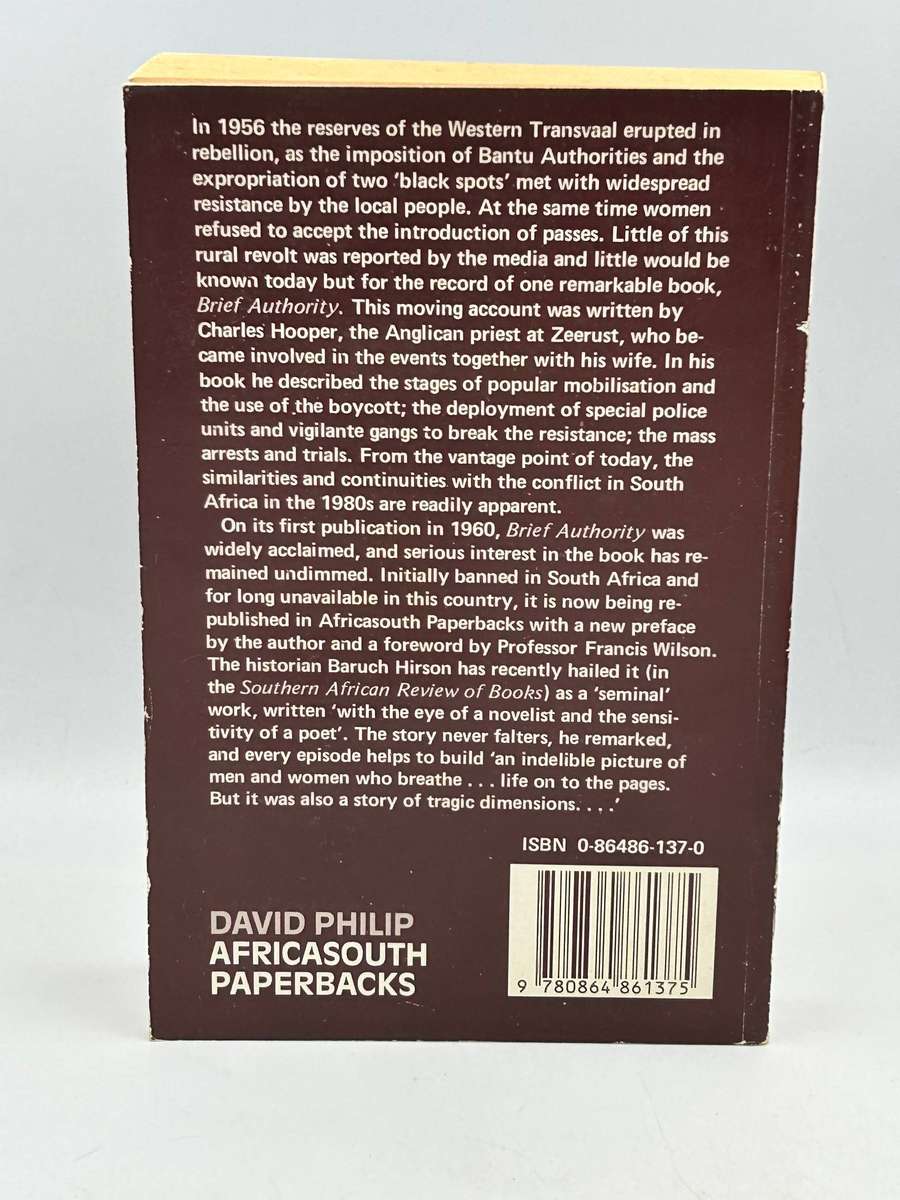 In 1956 the reserves of the Western Transvaal erupted in
rebellion, as the imposition of Bantu Authorities and the
expropriation of two 'black spots' met with widespread
resistance by the local people. At the same time women
refused to accept the introduction of passes. Little of this
rural revolt was reported by the media and little would be
known today but for the record of one remarkable book,
Brief Authority. This moving account was written by
Charles Hooper, the Anglican priest at Zeerust, who be-
came involved in the events together with his wife. In his
book he described the stages of popular mobilisation and
the use of the boycott; the deployment of special police
units and vigilante gangs to break the resistance; the mass
arrests and trials. From the vantage point of today, the
similarities and continuities with the conflict in South
Africa in the 1980s are readily apparent.
On its first publication in 1960, Brief Authority was
widely acclaimed, and serious interest in the book has re-
mained undimmed. Initially banned in South Africa and
for long unavailable in this country, it is now being re-
published in Africasouth Paperbacks with a new preface
by the author and a foreword by Professor Francis Wilson.
The historian Baruch Hirson has recently hailed it (in
the Southern African Review of Books) as a 'seminal'
work, written 'with the eye of a novelist and the sensi-
tivity of a poet'. The story never falters, he remarked,
and every episode helps to build 'an indelible picture of
men and women who breathe . . . life on to the pages.
But it was also a story of tragic dimensions. . . .'
ISBN 0-86486-137-0
DAVID PHILIP
AFRICASOUTH
PAPERBACKS
9 780864 861375